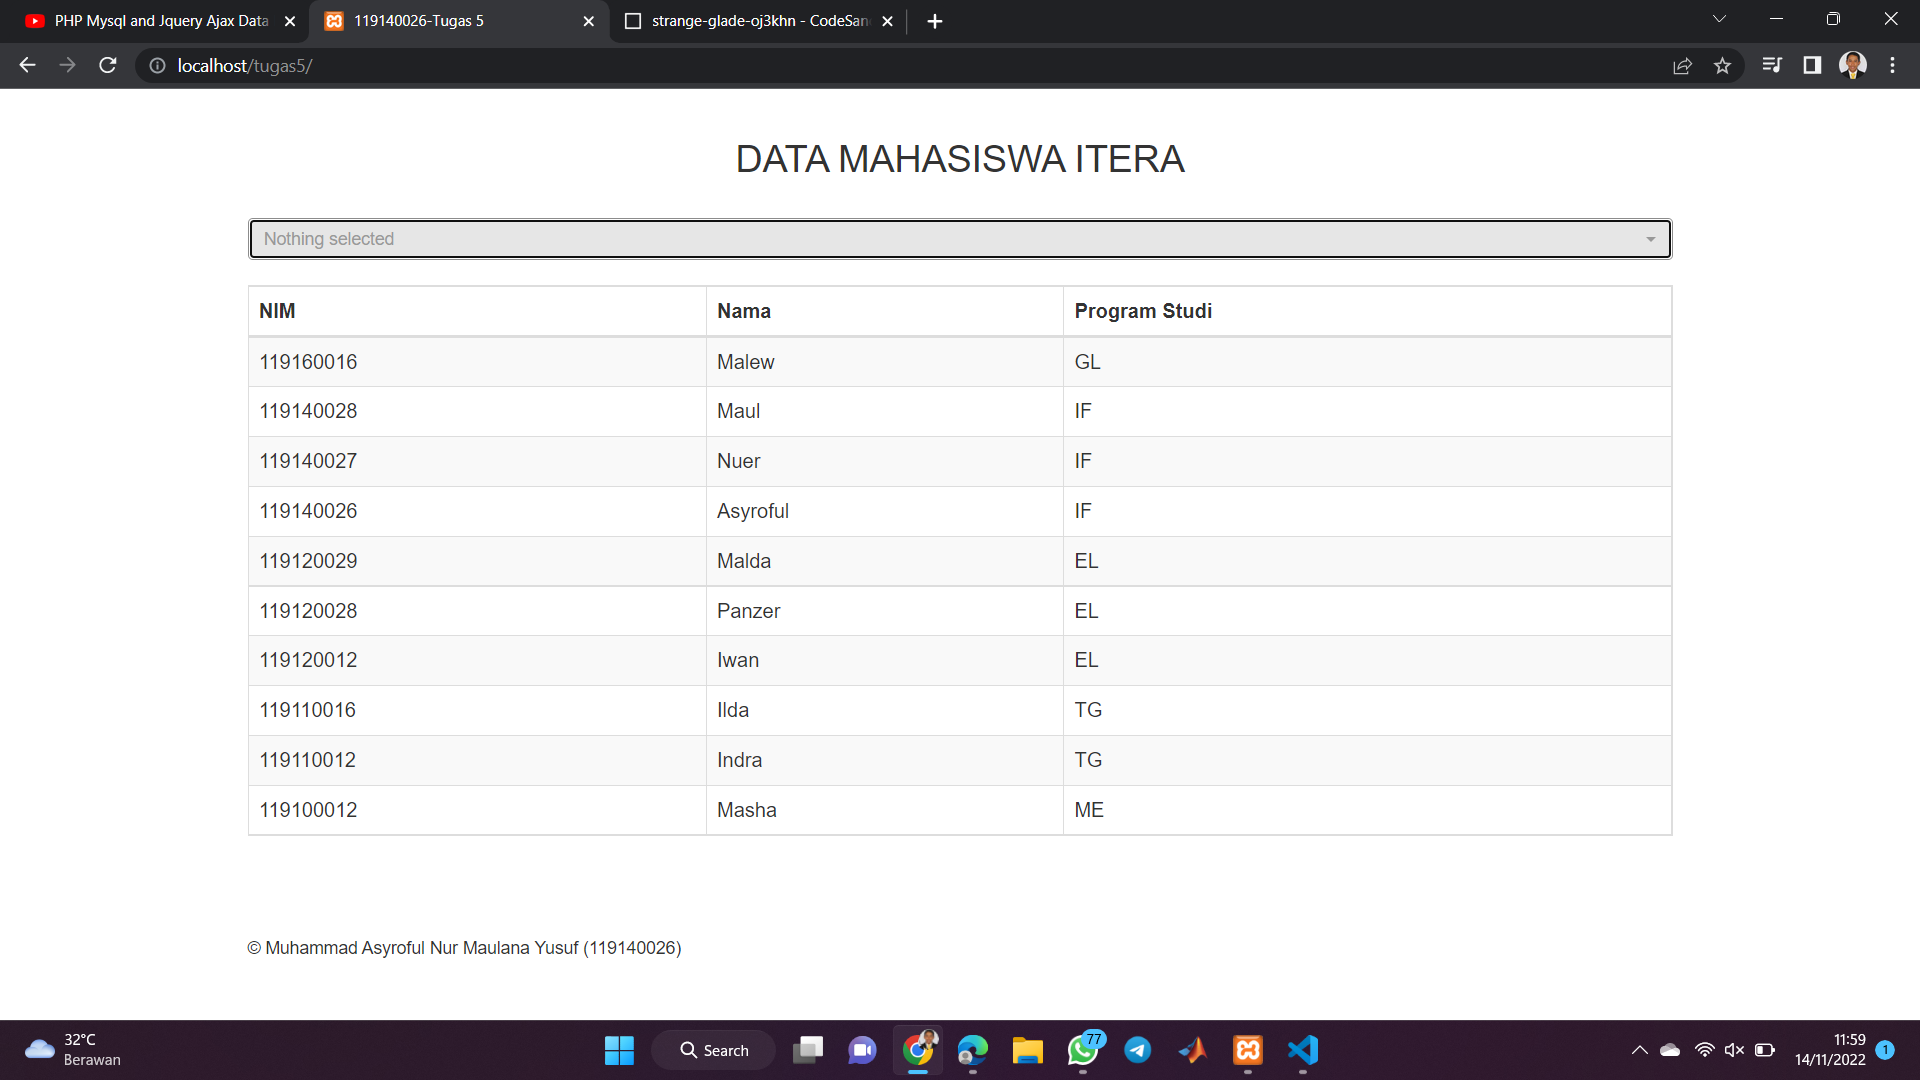 PHP Mysql and Jquery Ajax Data
119140026-Tugas 5
strange-glade-oj3khn - CodeSan
localhost/tugas5/
DATA MAHASISWA ITERA
Nothing selected
NIM Nama Program Studi
119160016 Malew GL
119140028 Maul IF
119140027 Nuer IF
119140026 Asyroful IF
119120029 Malda EL
119120028 Panzer EL
119120012 Iwan EL
119110016 Ilda TG
119110012 Indra TG
119100012 Masha ME
© Muhammad Asyroful Nur Maulana Yusuf (119140026)
32°C
Berawan
Search
77
11:59
14/11/2022
1